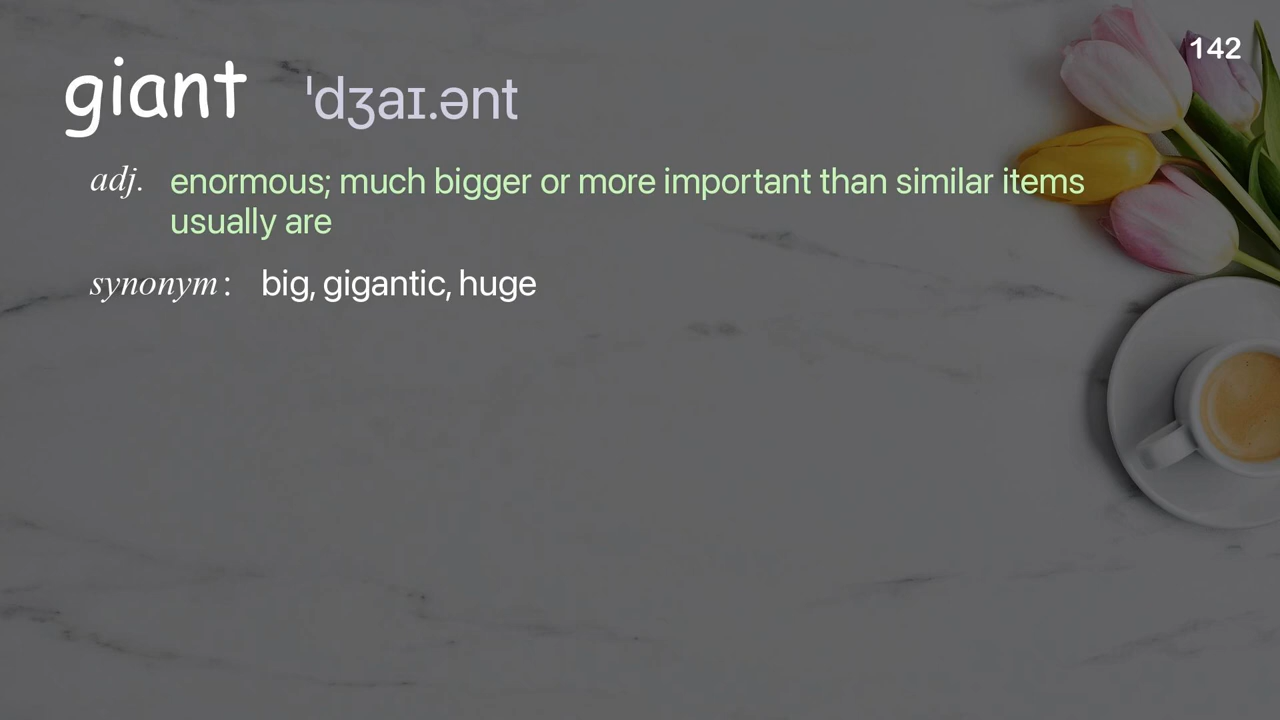 142
giant ˈdʒaɪ.ənt
adj. enormous; much bigger or more important than similar items
usually are
synonym: big, gigantic, huge